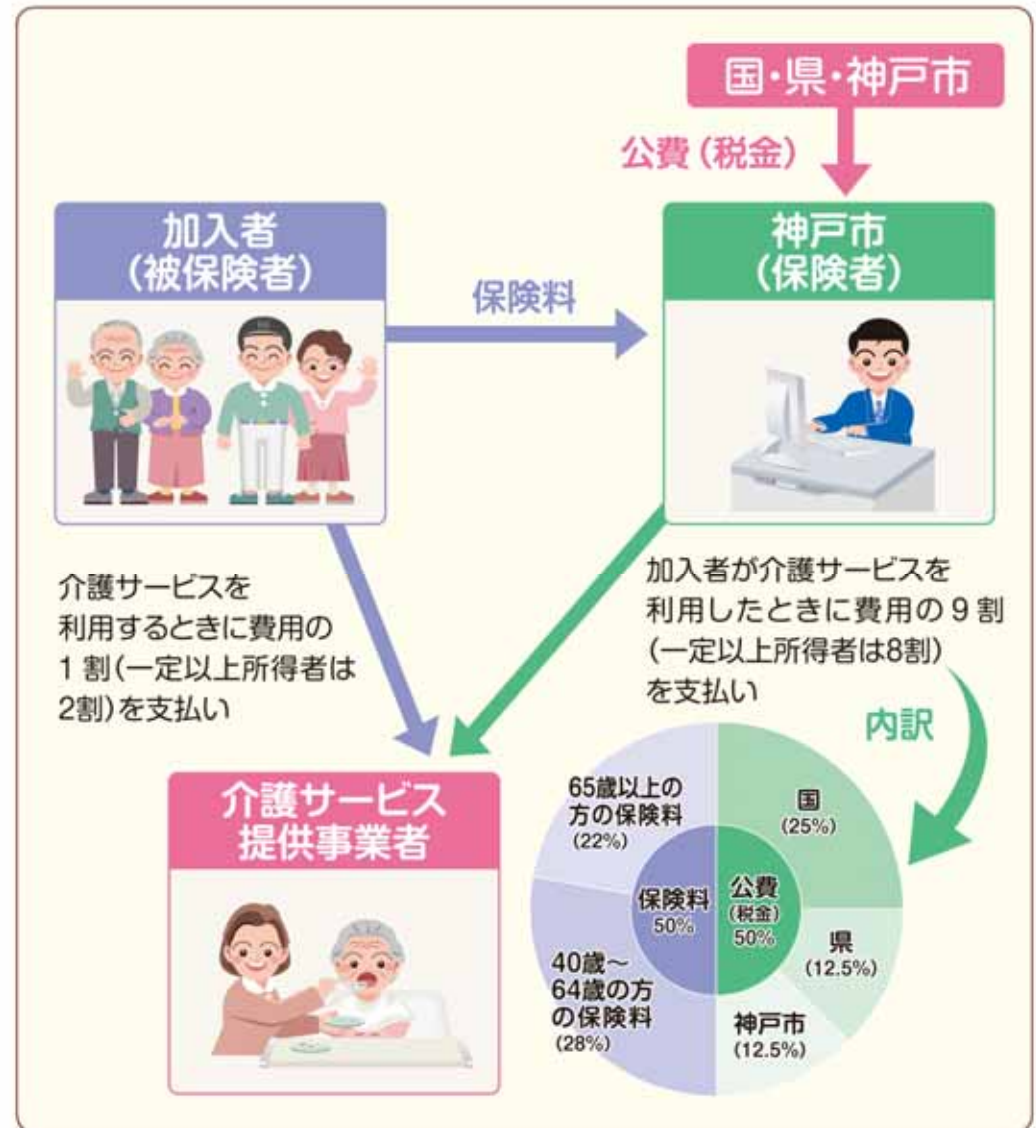 国・県・神戸市
公費（税金）
加入者
（被保険者）
保険料
神戸市
（保険者）
介護サービスを
利用するときに費用の
1割（一定以上所得者は
2割）を支払い
加入者が介護サービスを
利用したときに費用の9割
（一定以上所得者は8割）
を支払い
内訳
介護サービス
提供事業者
65歳以上の
方の保険料
(22%)
国
(25%)
保険料
50%
公費
(税金)
50%
県
(12.5%)
40歳～
64歳の方
の保険料
(28%)
神戸市
(12.5%)